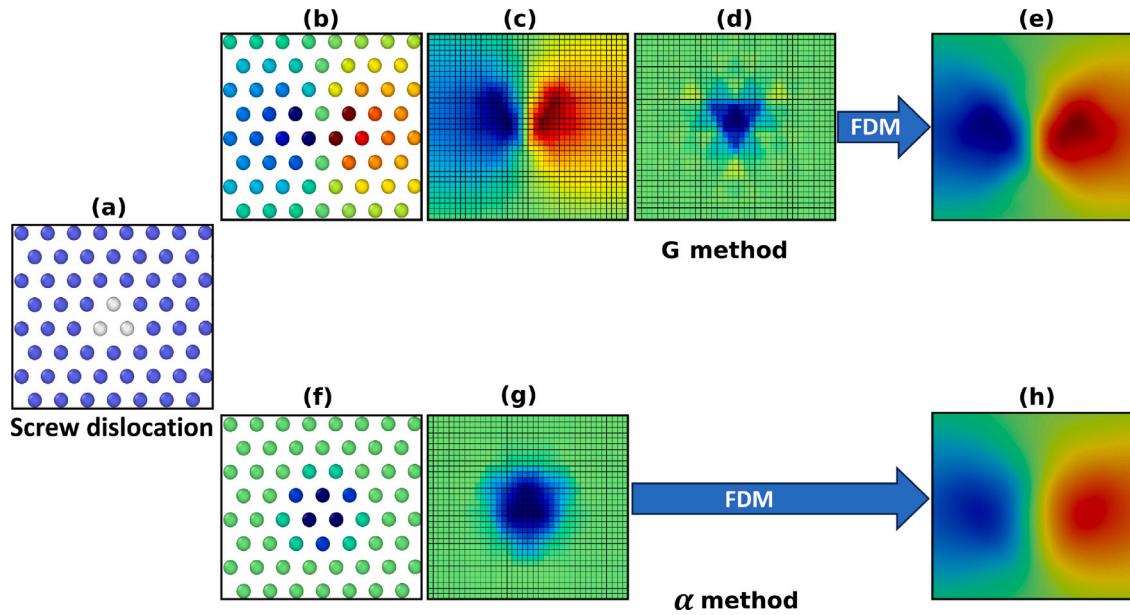 (b)
(c)
(d)
(e)
FDM
G method
(a)
Screw dislocation
(f)
(g)
(h)
FDM
α method